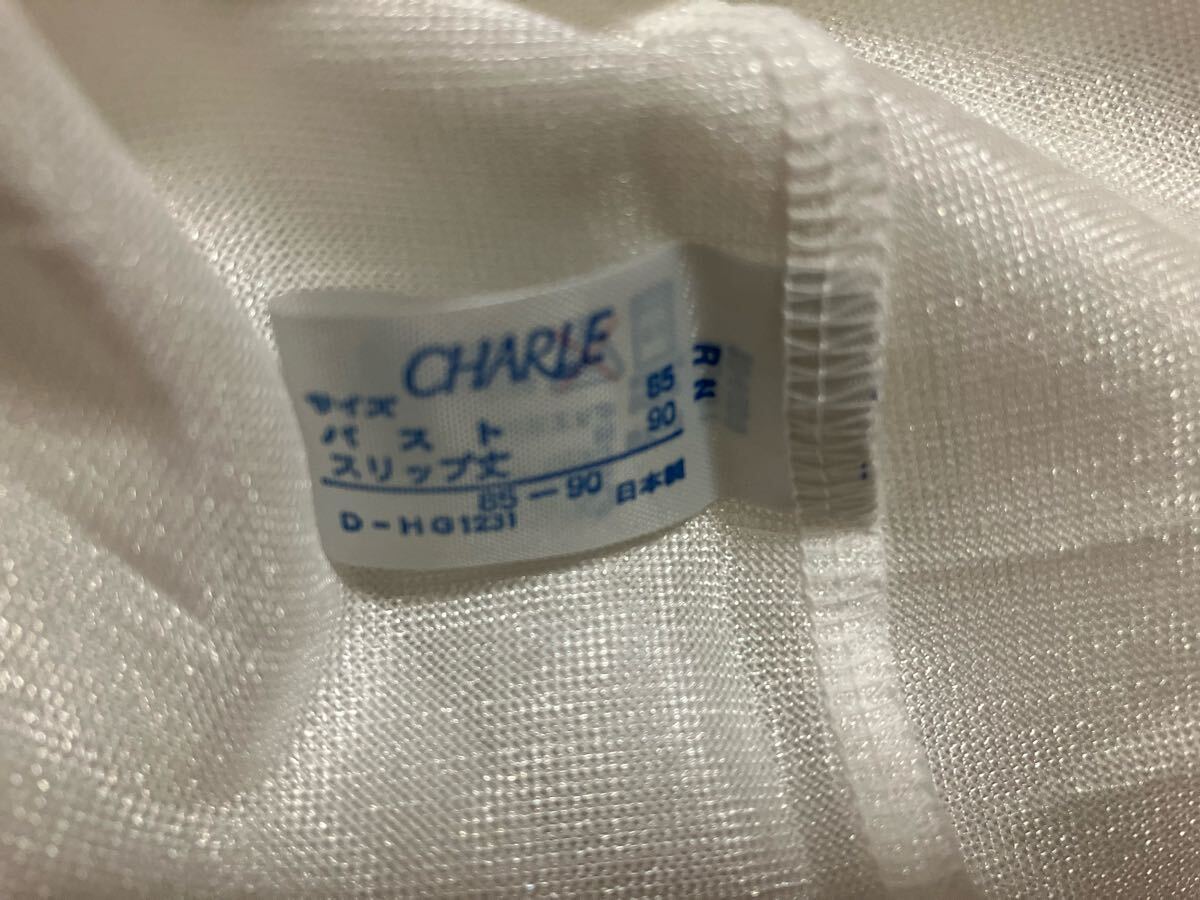 CHARLE
サイズ
バスト 85
スリップ丈 90
85-90
D-HG1231 日本製
RN